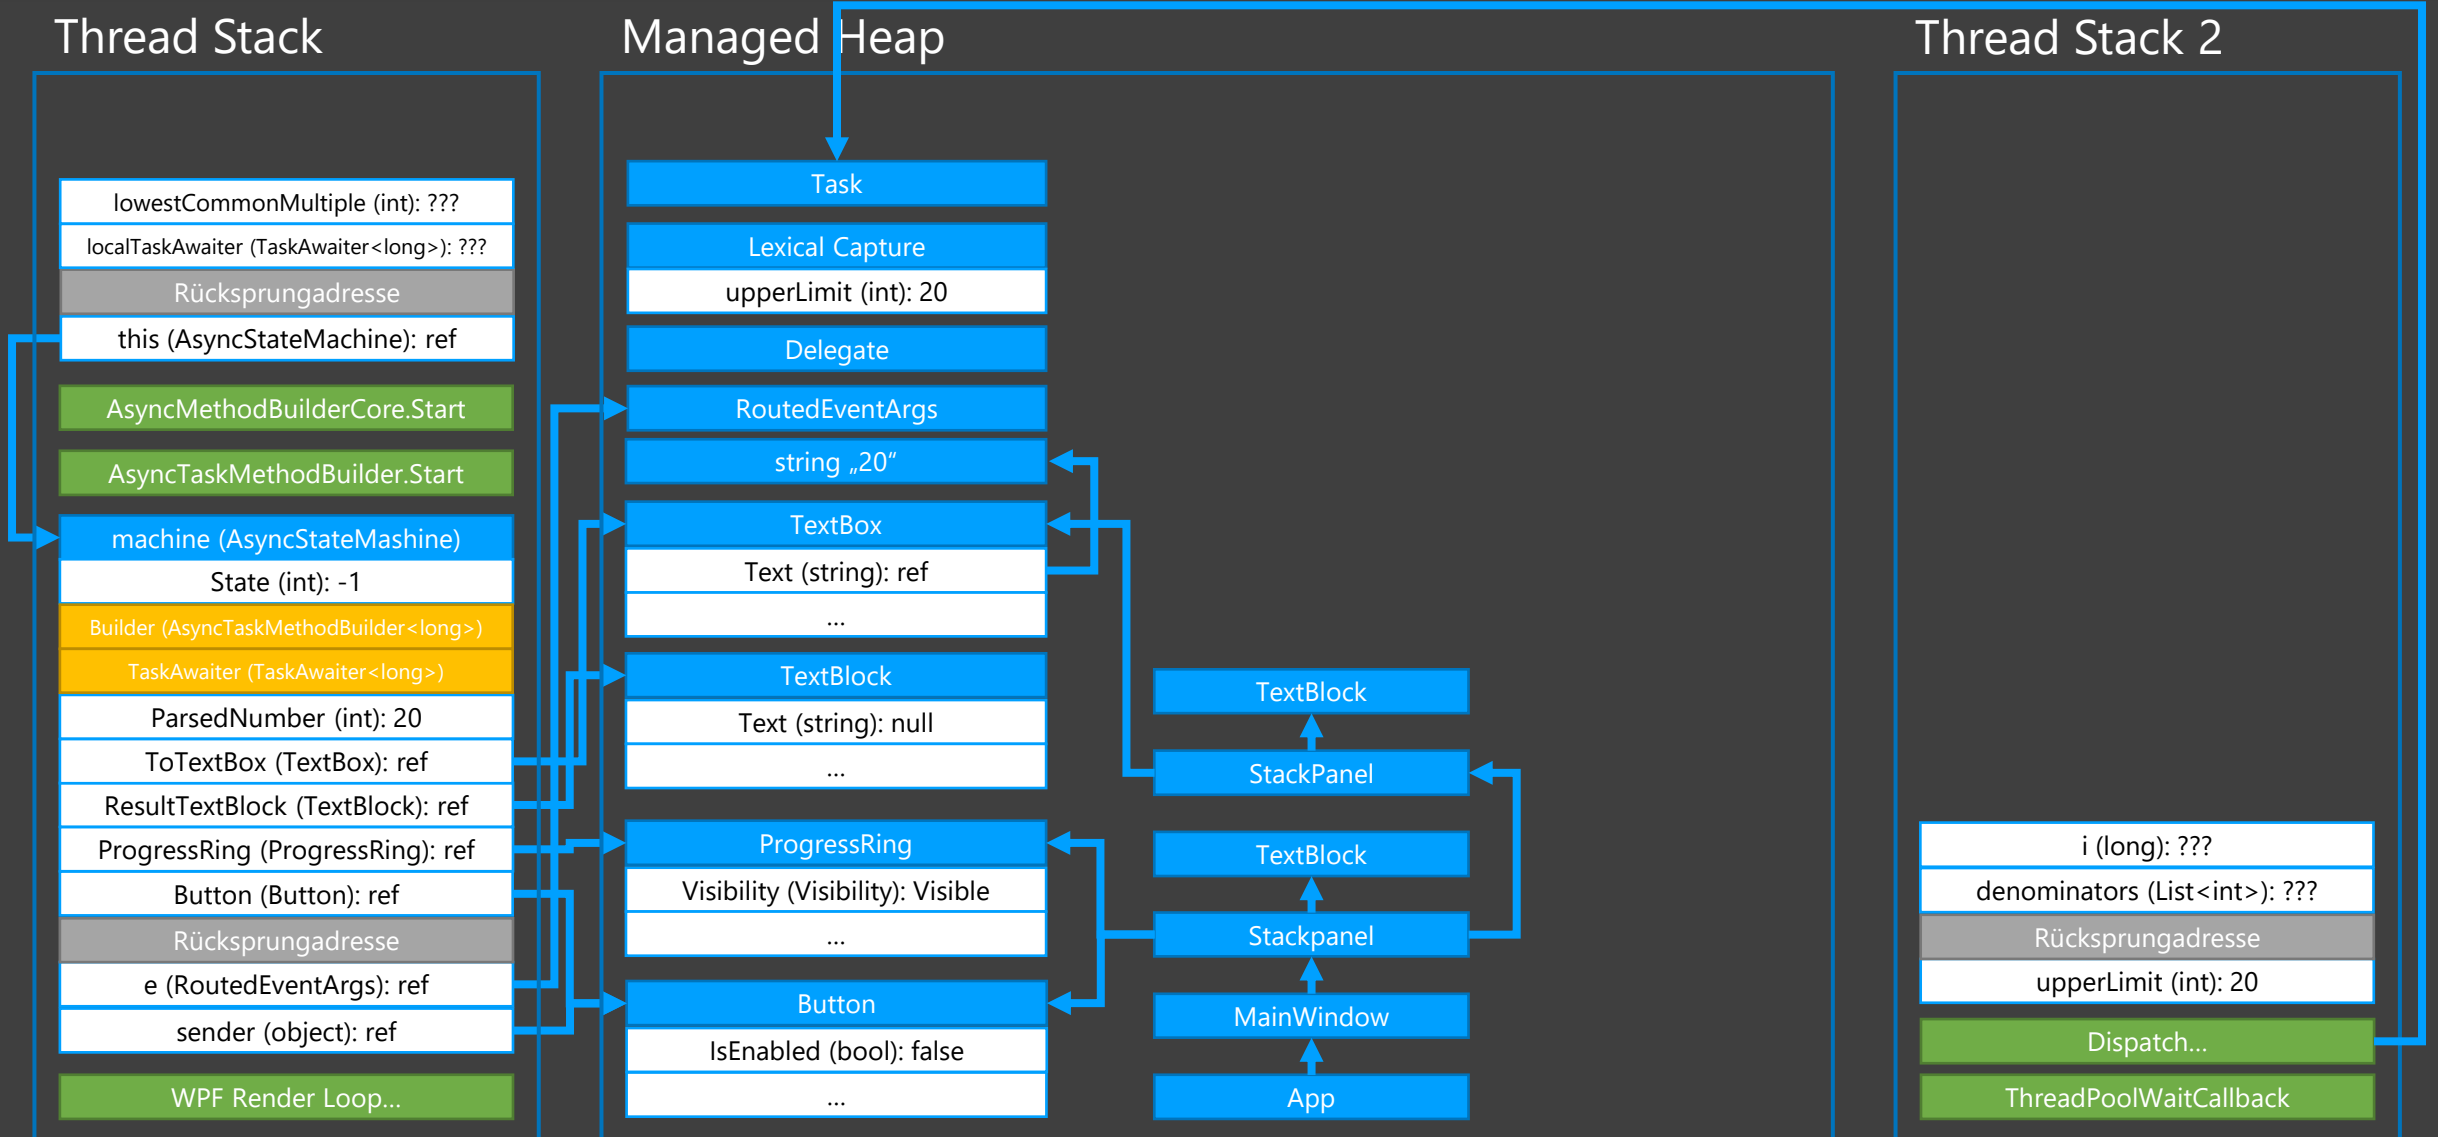 Thread Stack
lowestCommonMultiple (int): ???
localTaskAwaiter (TaskAwaiter<long>): ???
Rücksprungadresse
this (AsyncStateMachine): ref
AsyncMethodBuilderCore.Start
AsyncTaskMethodBuilder.Start
machine (AsyncStateMashine)
State (int): -1
Builder (AsyncTaskMethodBuilder<long>)
TaskAwaiter (TaskAwaiter<long>)
ParsedNumber (int): 20
ToTextBox (TextBox): ref
ResultTextBlock (TextBlock): ref
ProgressRing (ProgressRing): ref
Button (Button): ref
Rücksprungadresse
e (RoutedEventArgs): ref
sender (object): ref
WPF Render Loop...
Managed Heap
Task
Lexical Capture
upperLimit (int): 20
Delegate
RoutedEventArgs
string „20“
TextBox
Text (string): ref
...
TextBlock
Text (string): null
...
ProgressRing
Visibility (Visibility): Visible
...
Button
IsEnabled (bool): false
...
TextBlock
StackPanel
TextBlock
Stackpanel
MainWindow
App
Thread Stack 2
i (long): ???
denominators (List<int>): ???
Rücksprungadresse
upperLimit (int): 20
Dispatch...
ThreadPoolWaitCallback